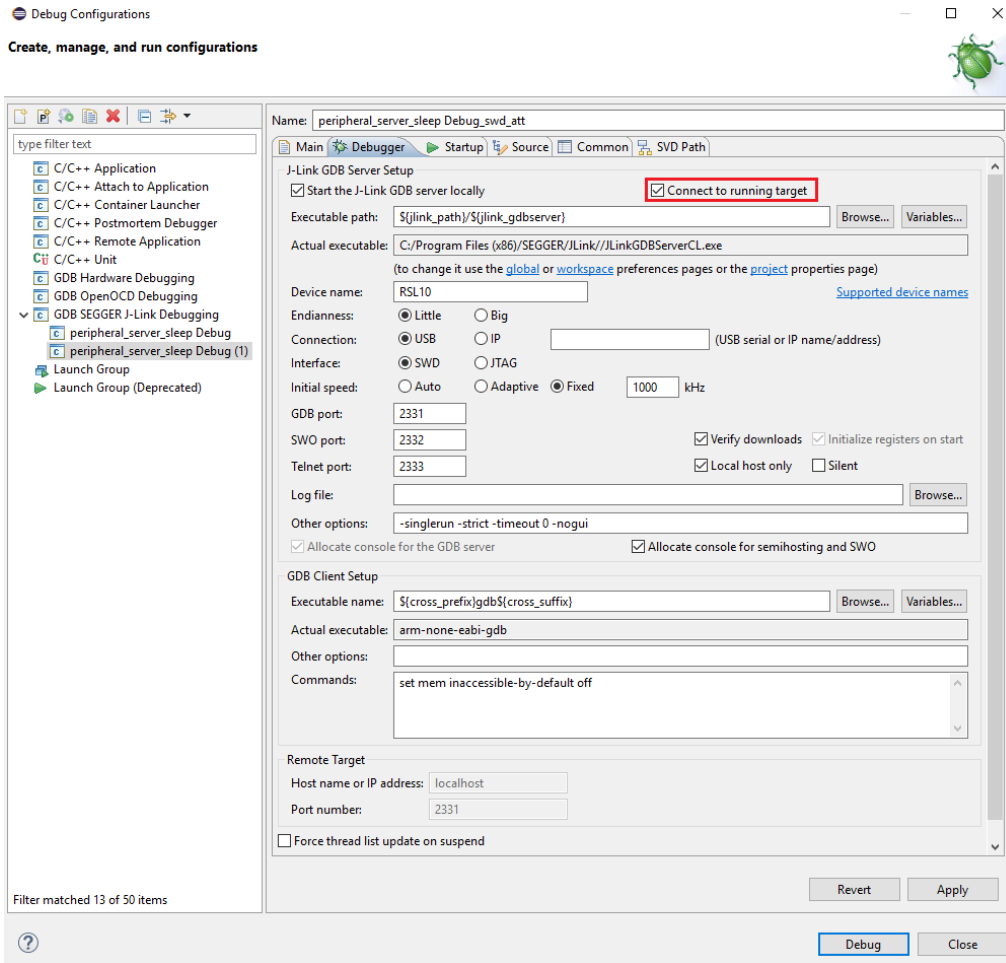 Debug Configurations
Create, manage, and run configurations
type filter text
C/C++ Application
C/C++ Attach to Application
C/C++ Container Launcher
C/C++ Postmortem Debugger
C/C++ Remote Application
C/C++ Unit
GDB Hardware Debugging
GDB OpenOCD Debugging
GDB SEGGER J-Link Debugging
peripheral_server_sleep Debug
peripheral_server_sleep Debug (1)
Launch Group
Launch Group (Deprecated)
Filter matched 13 of 50 items
Name: peripheral_server_sleep Debug_swd_att
Main Debugger Startup Source Common SVD Path
J-Link GDB Server Setup
Start the J-Link GDB server locally Connect to running target
Executable path: ${jlink_path}/${jlink_gdbserver} Browse... Variables...
Actual executable: C:/Program Files (x86)/SEGGER/JLink//JLinkGDBServerCL.exe
(to change it use the global or workspace preferences pages or the project properties page)
Device name: RSL10 Supported device names
Endianness: Little Big
Connection: USB IP (USB serial or IP name/address)
Interface: SWD JTAG
Initial speed: Auto Adaptive Fixed 1000 kHz
GDB port: 2331
SWO port: 2332 Verify downloads Initialize registers on start
Telnet port: 2333 Local host only Silent
Log file: Browse...
Other options: -singlerun -strict -timeout 0 -nogui
Allocate console for the GDB server Allocate console for semihosting and SWO
GDB Client Setup
Executable name: ${cross_prefix}gdb${cross_suffix} Browse... Variables...
Actual executable: arm-none-eabi-gdb
Other options:
Commands: set mem inaccessible-by-default off
Remote Target
Host name or IP address: localhost
Port number: 2331
Force thread list update on suspend
Revert Apply
Debug Close